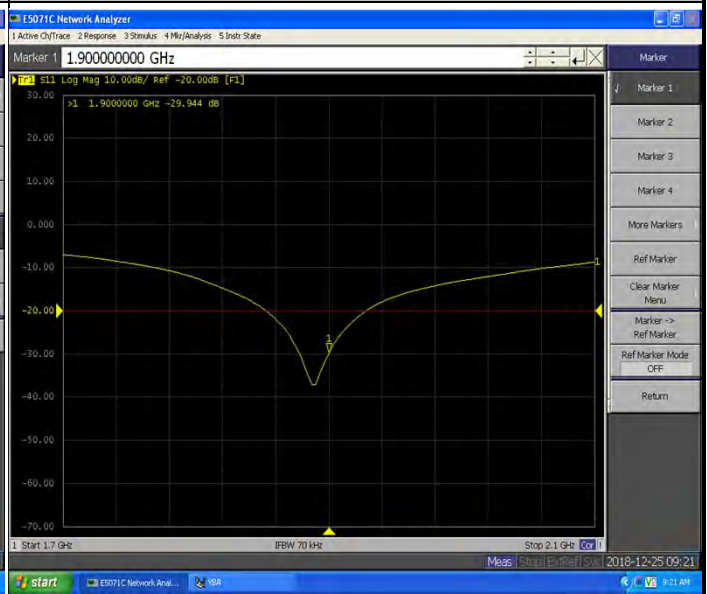 E5071C Network Analyzer
1 Active Ch/Trace 2 Response 3 Stimulus 4 Mkr/Analysis 5 Instr State
Marker 1 1.900000000 GHz
Tr1 S11 Log Mag 10.00dB/ Ref -20.00dB [F1]
>1 1.9000000 GHz -29.944 dB
30.00
20.00
10.00
0.000
-10.00
-20.00
-30.00
-40.00
-50.00
-60.00
-70.00
1
1
1 Start 1.7 GHz IFBW 70 kHz Stop 2.1 GHz Cor !
Marker
Marker 1
Marker 2
Marker 3
Marker 4
More Markers
Ref Marker
Clear Marker
Menu
Marker ->
Ref Marker
Ref Marker Mode
OFF
Return
Meas Stop ExtRef Svc 2018-12-25 09:21
start E5071C Network Anal... VBA 9:21 AM